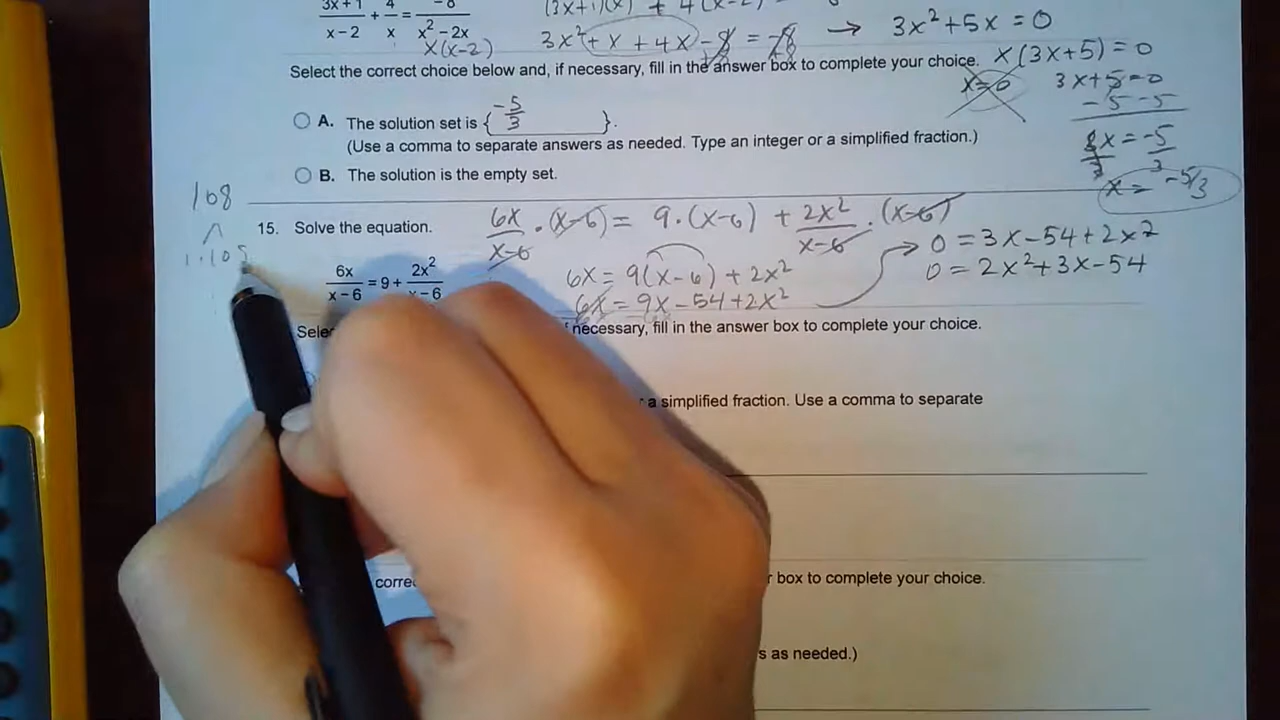 3x+1/x−2 + 4/x = −8/x²−2x
x(x−2)
(3x+1)(x) + 4(x−2)
3x² + x + 4x − 8 = −8 → 3x² + 5x = 0
Select the correct choice below and, if necessary, fill in the answer box to complete your choice.
x(3x+5) = 0
x=0 3x+5=0
−5 −5
3x = −5
3 3
x = −5/3
A. The solution set is { −5/3 }.
(Use a comma to separate answers as needed. Type an integer or a simplified fraction.)
B. The solution is the empty set.
108
1·105
15. Solve the equation.
6x/x−6 · (x−6) = 9·(x−6) + 2x²/x−6 · (x−6)
6x/x−6 = 9 + 2x²/x−6
6x = 9(x−6) + 2x²
6x = 9x − 54 + 2x²
0 = 3x − 54 + 2x²
0 = 2x² + 3x − 54
necessary, fill in the answer box to complete your choice.
a simplified fraction. Use a comma to separate
box to complete your choice.
s as needed.)